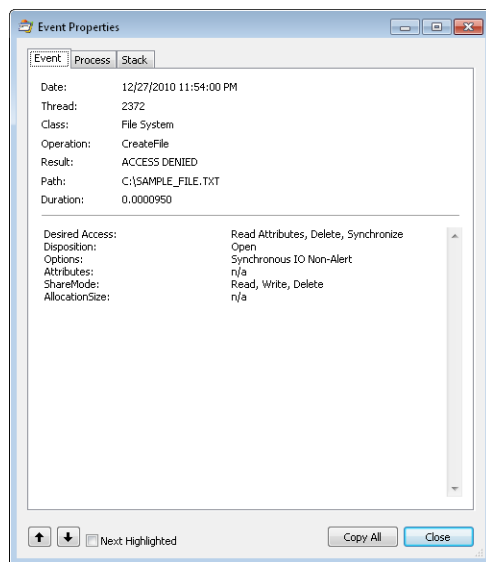 Event Properties
Event Process Stack
Date: 12/27/2010 11:54:00 PM
Thread: 2372
Class: File System
Operation: CreateFile
Result: ACCESS DENIED
Path: C:\SAMPLE_FILE.TXT
Duration: 0.0000950
Desired Access: Read Attributes, Delete, Synchronize
Disposition: Open
Options: Synchronous IO Non-Alert
Attributes: n/a
ShareMode: Read, Write, Delete
AllocationSize: n/a
Next Highlighted Copy All Close